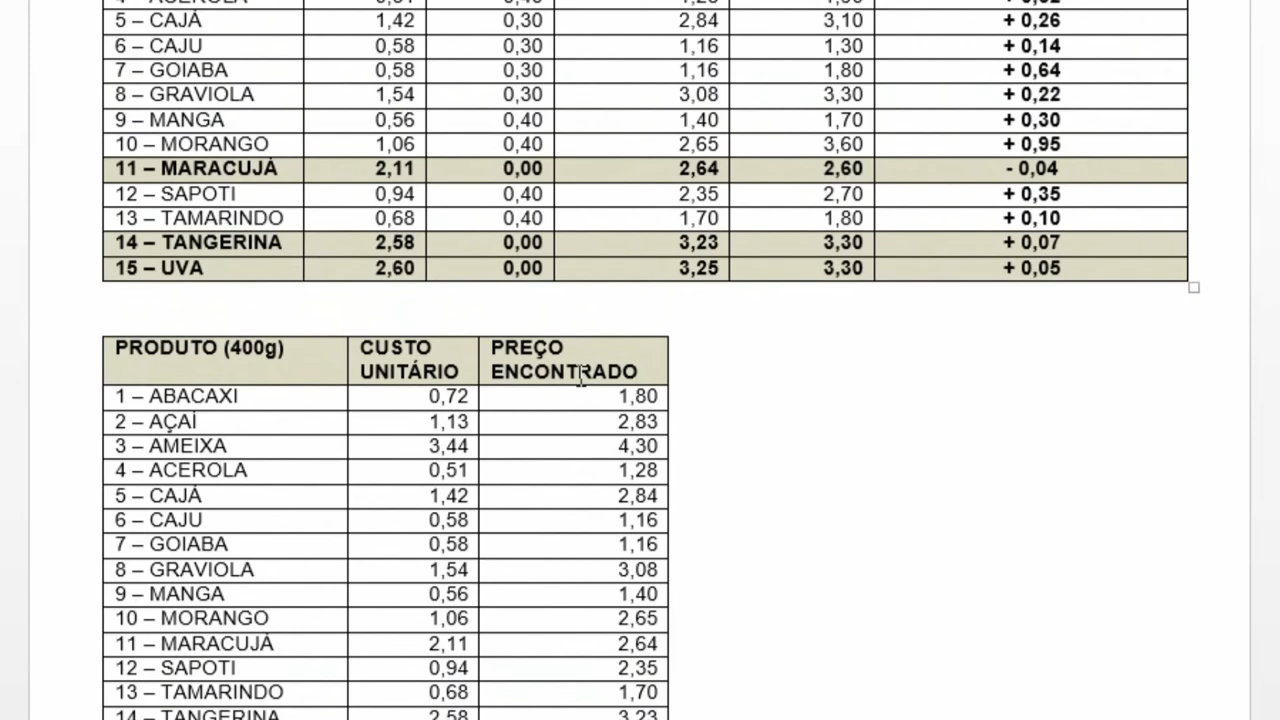 5 – CAJÁ 1,42 0,30 2,84 3,10 + 0,26
6 – CAJU 0,58 0,30 1,16 1,30 + 0,14
7 – GOIABA 0,58 0,30 1,16 1,80 + 0,64
8 – GRAVIOLA 1,54 0,30 3,08 3,30 + 0,22
9 – MANGA 0,56 0,40 1,40 1,70 + 0,30
10 – MORANGO 1,06 0,40 2,65 3,60 + 0,95
11 – MARACUJÁ 2,11 0,00 2,64 2,60 - 0,04
12 – SAPOTI 0,94 0,40 2,35 2,70 + 0,35
13 – TAMARINDO 0,68 0,40 1,70 1,80 + 0,10
14 – TANGERINA 2,58 0,00 3,23 3,30 + 0,07
15 – UVA 2,60 0,00 3,25 3,30 + 0,05
PRODUTO (400g) CUSTO PREÇO
UNITÁRIO ENCONTRADO
1 – ABACAXI 0,72 1,80
2 – AÇAÍ 1,13 2,83
3 – AMEIXA 3,44 4,30
4 – ACEROLA 0,51 1,28
5 – CAJÁ 1,42 2,84
6 – CAJU 0,58 1,16
7 – GOIABA 0,58 1,16
8 – GRAVIOLA 1,54 3,08
9 – MANGA 0,56 1,40
10 – MORANGO 1,06 2,65
11 – MARACUJÁ 2,11 2,64
12 – SAPOTI 0,94 2,35
13 – TAMARINDO 0,68 1,70
14 – TANGERINA 2,58 3,23